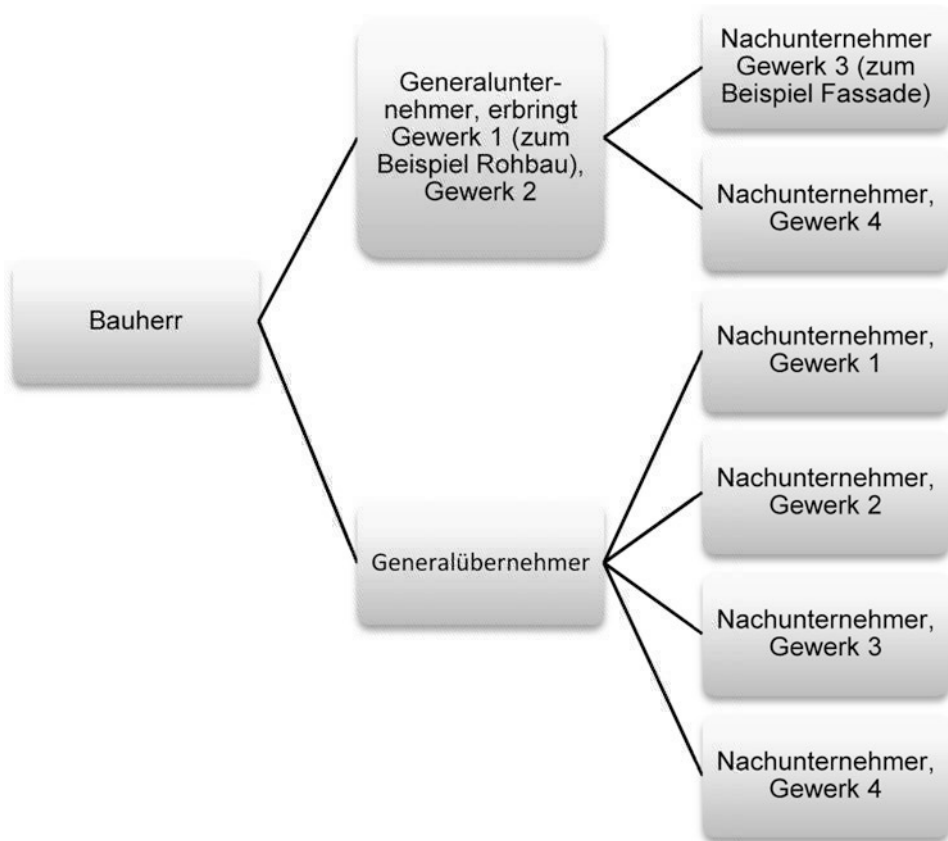 Bauherr
Generalunter-
nehmer, erbringt
Gewerk 1 (zum
Beispiel Rohbau),
Gewerk 2
Nachunternehmer
Gewerk 3 (zum
Beispiel Fassade)
Nachunternehmer,
Gewerk 4
Generalübernehmer
Nachunternehmer,
Gewerk 1
Nachunternehmer,
Gewerk 2
Nachunternehmer,
Gewerk 3
Nachunternehmer,
Gewerk 4